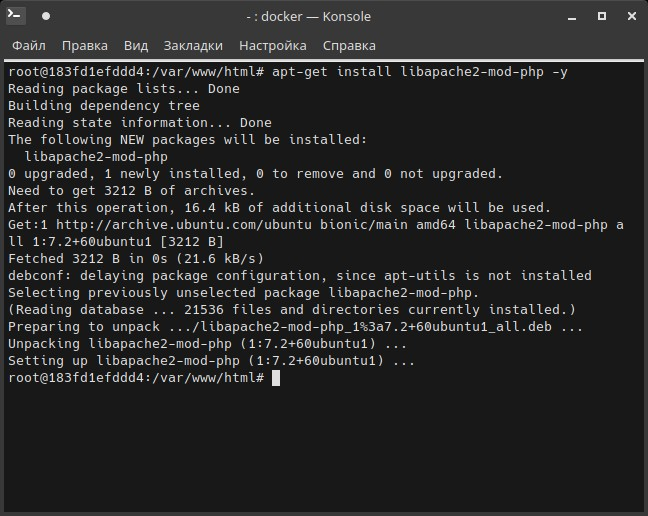 - : docker — Konsole
Файл Правка Вид Закладки Настройка Справка
root@183fd1efddd4:/var/www/html# apt-get install libapache2-mod-php -y
Reading package lists... Done
Building dependency tree
Reading state information... Done
The following NEW packages will be installed:
  libapache2-mod-php
0 upgraded, 1 newly installed, 0 to remove and 0 not upgraded.
Need to get 3212 B of archives.
After this operation, 16.4 kB of additional disk space will be used.
Get:1 http://archive.ubuntu.com/ubuntu bionic/main amd64 libapache2-mod-php a
ll 1:7.2+60ubuntu1 [3212 B]
Fetched 3212 B in 0s (21.6 kB/s)
debconf: delaying package configuration, since apt-utils is not installed
Selecting previously unselected package libapache2-mod-php.
(Reading database ... 21536 files and directories currently installed.)
Preparing to unpack .../libapache2-mod-php_1%3a7.2+60ubuntu1_all.deb ...
Unpacking libapache2-mod-php (1:7.2+60ubuntu1) ...
Setting up libapache2-mod-php (1:7.2+60ubuntu1) ...
root@183fd1efddd4:/var/www/html#